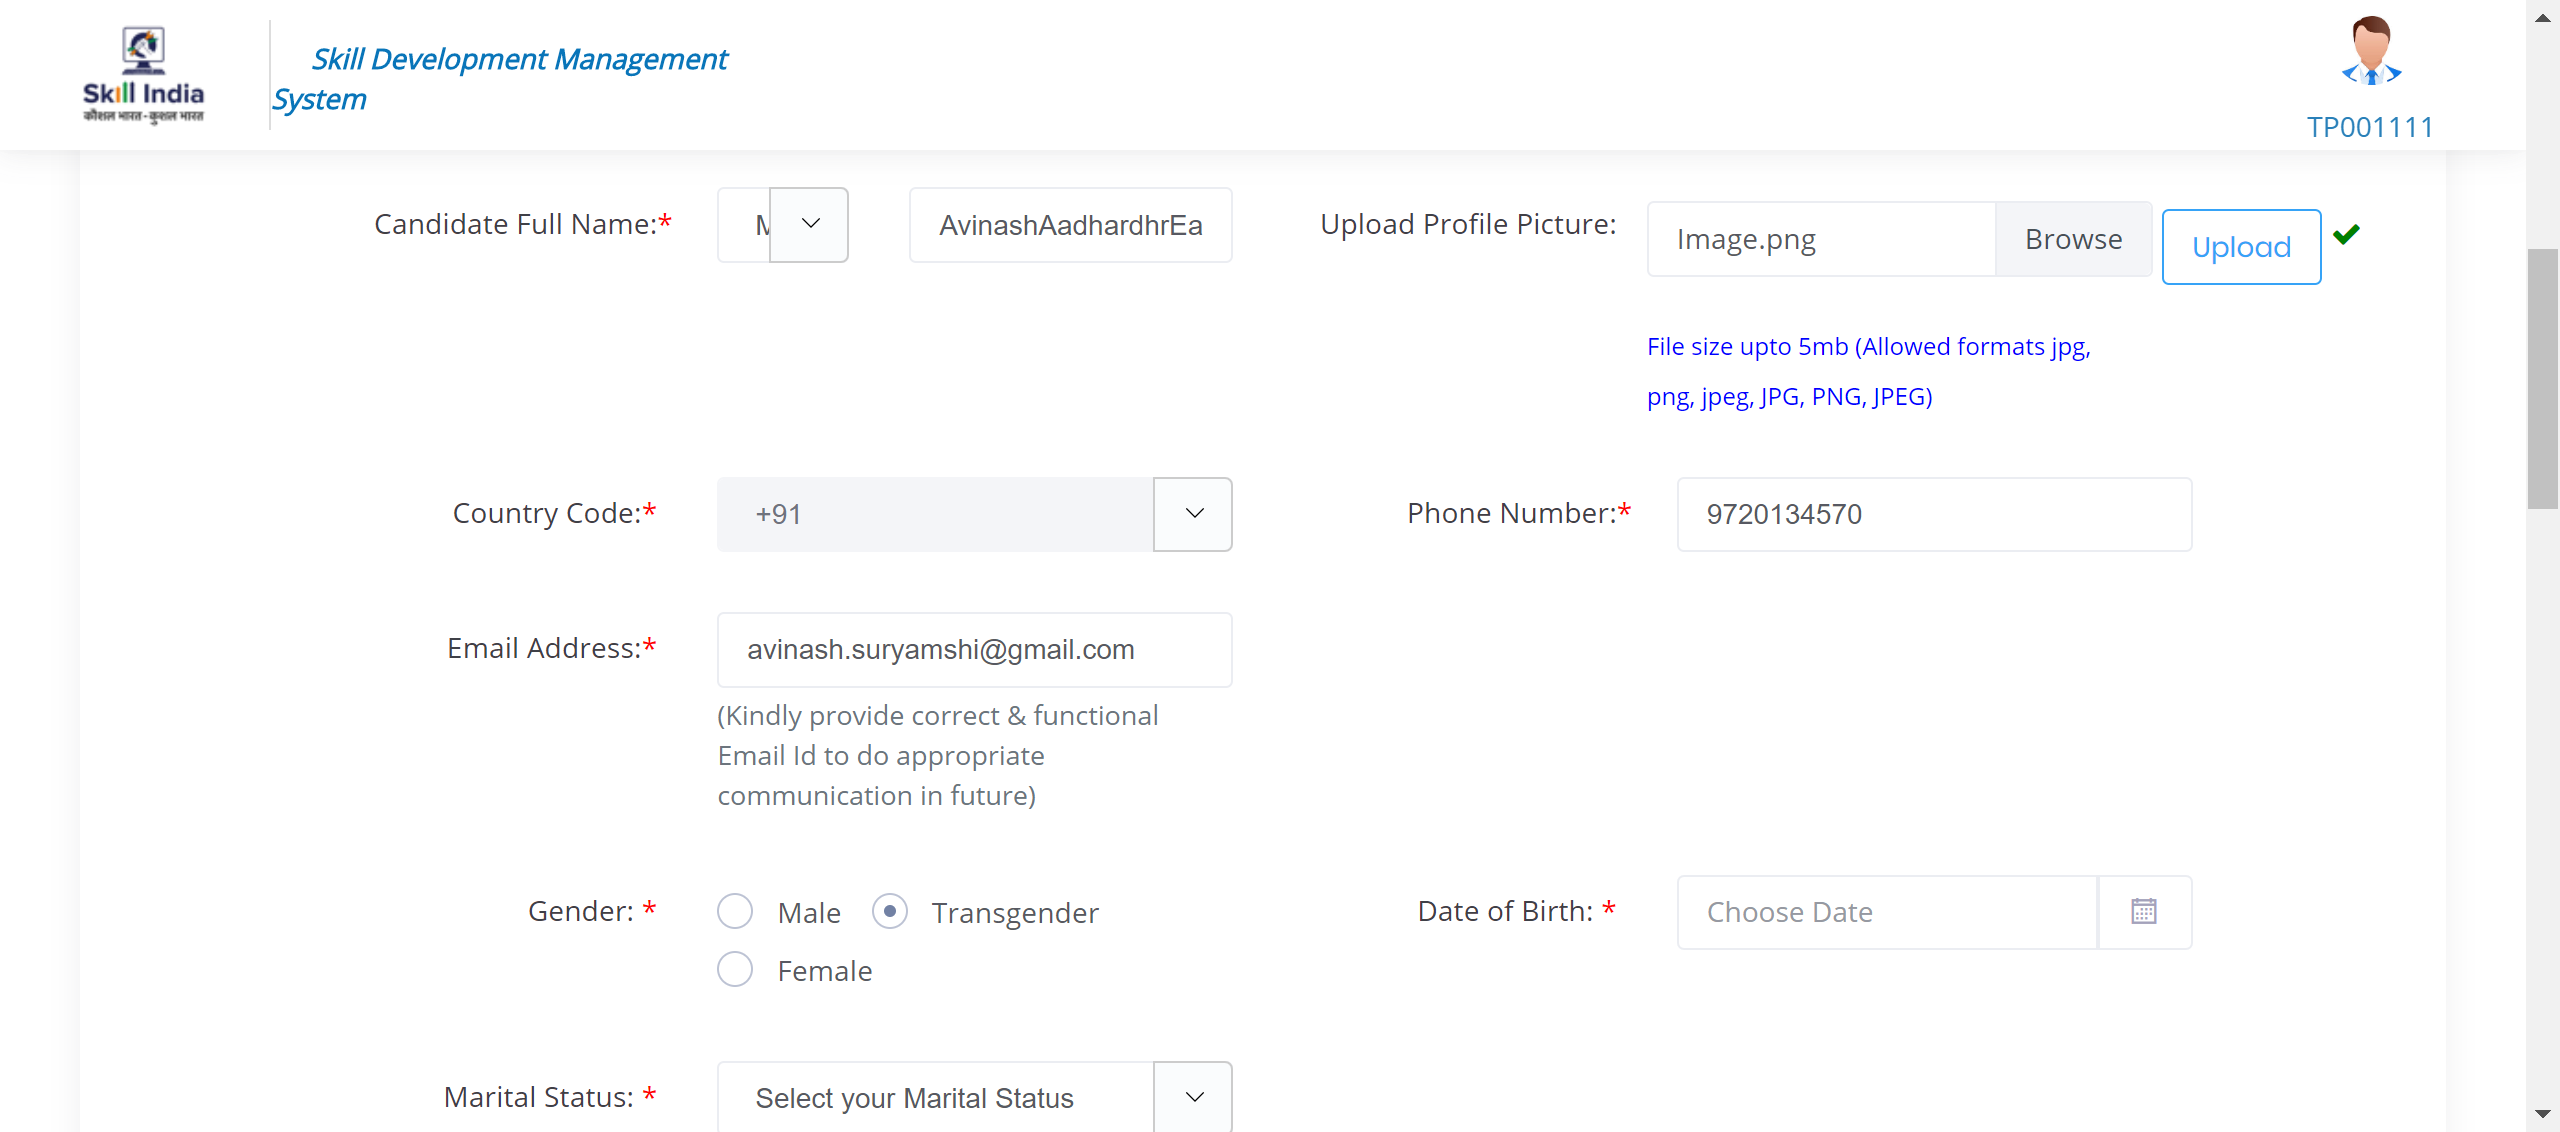 Skill India
कौशल भारत - कुशल भारत
Skill Development Management
System
TP001111
Candidate Full Name:*
AvinashAadhardhrEa
Upload Profile Picture:
Image.png
Browse
Upload
File size upto 5mb (Allowed formats jpg,
png, jpeg, JPG, PNG, JPEG)
Country Code:*
+91
Phone Number:*
9720134570
Email Address:*
avinash.suryamshi@gmail.com
(Kindly provide correct & functional
Email Id to do appropriate
communication in future)
Gender: *
Male
Transgender
Female
Date of Birth: *
Choose Date
Marital Status: *
Select your Marital Status